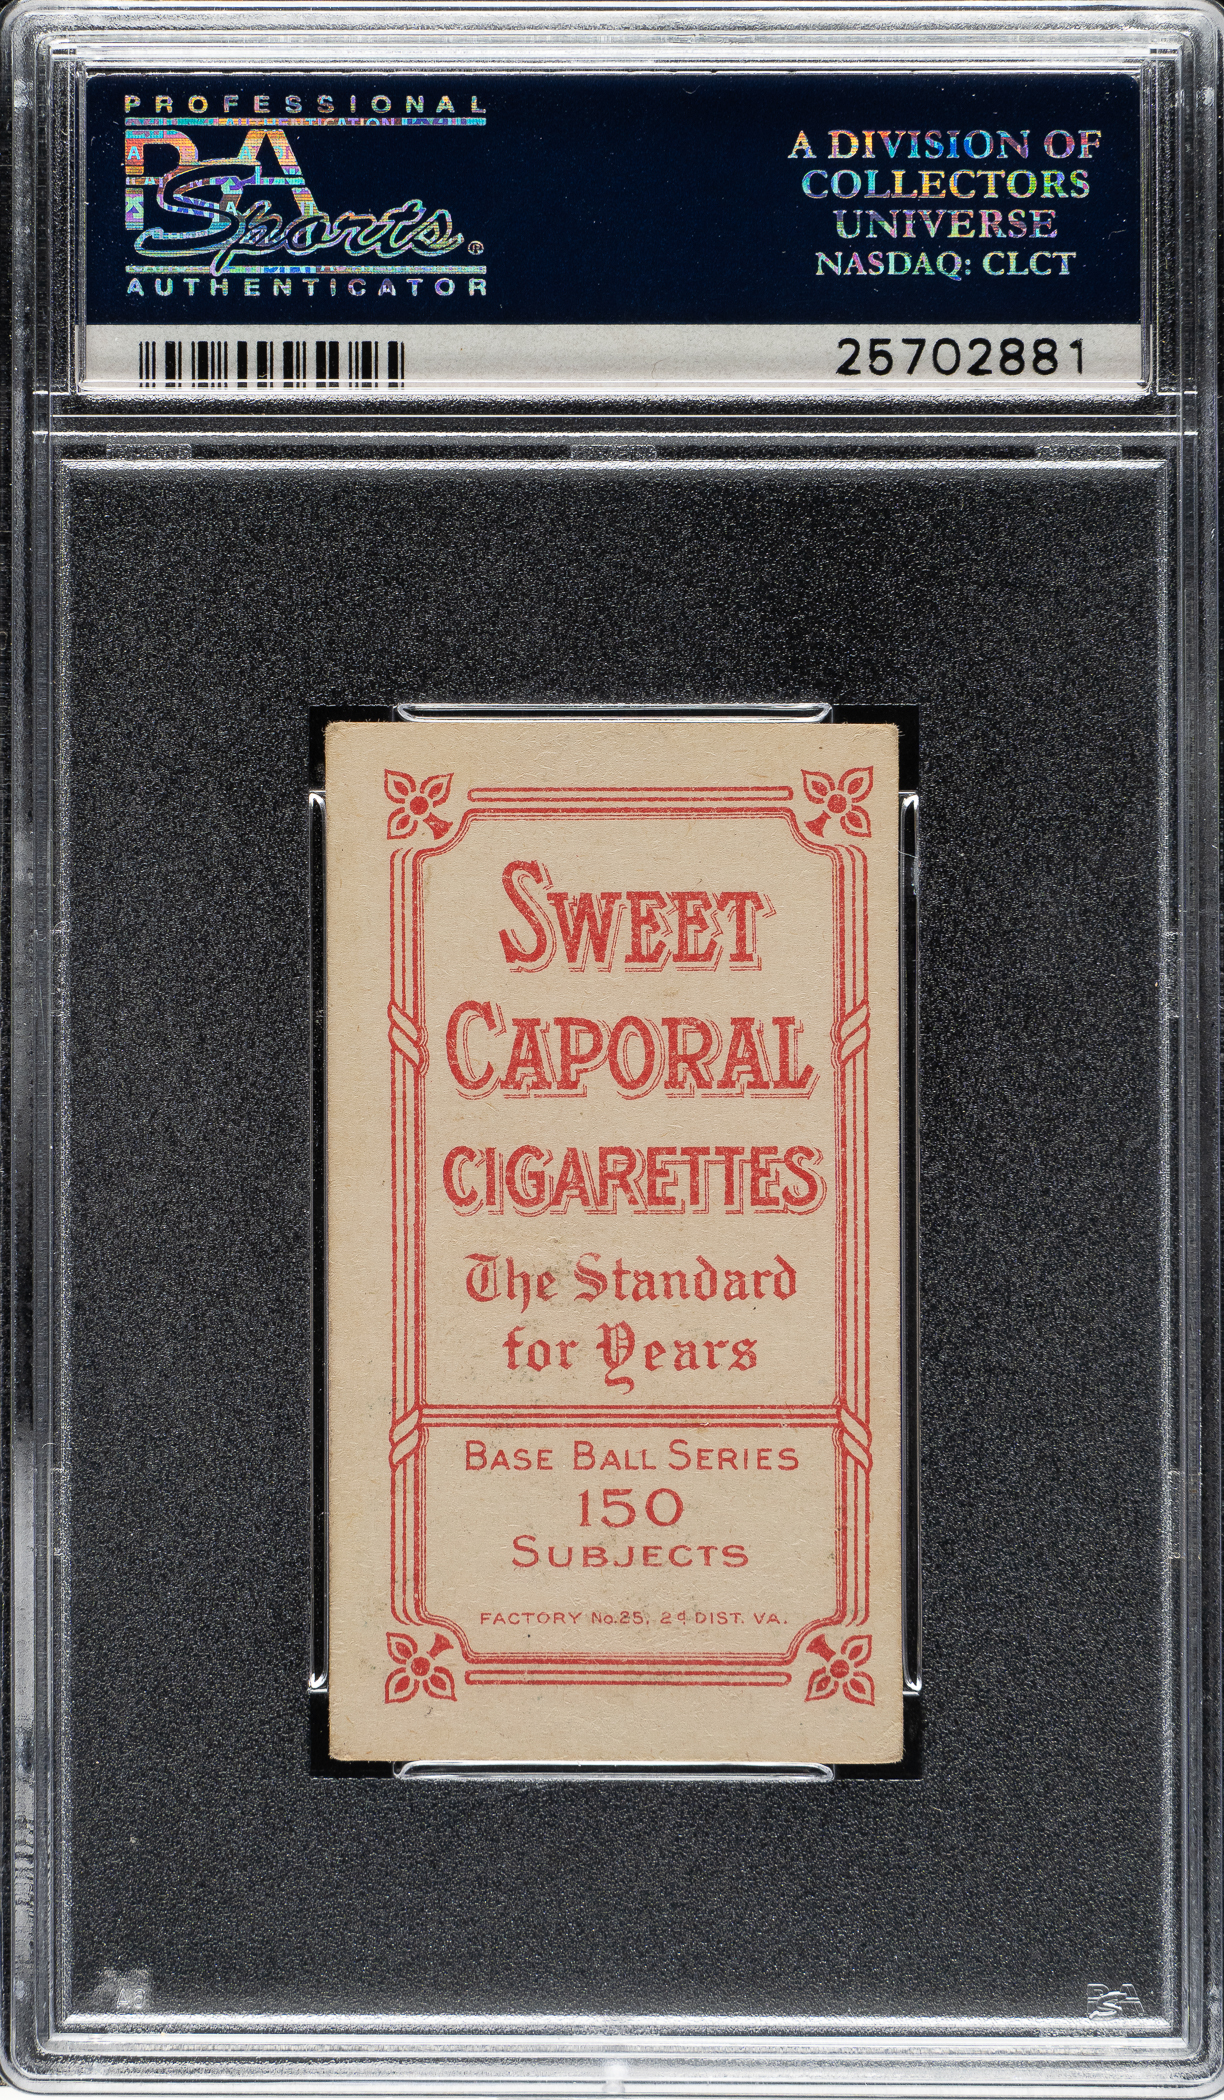 PROFESSIONAL
PSA
Sports®
AUTHENTICATOR
A DIVISION OF
COLLECTORS
UNIVERSE
NASDAQ: CLCT
25702881
SWEET
CAPORAL
CIGARETTES
The Standard
for Years
BASE BALL SERIES
150
SUBJECTS
FACTORY No.25, 2d DIST. VA.
PSA